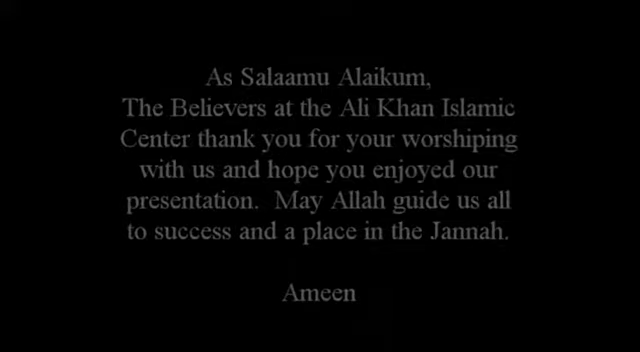 As Salaamu Alaikum,
The Believers at the Ali Khan Islamic
Center thank you for your worshiping
with us and hope you enjoyed our
presentation.  May Allah guide us all
to success and a place in the Jannah.
Ameen